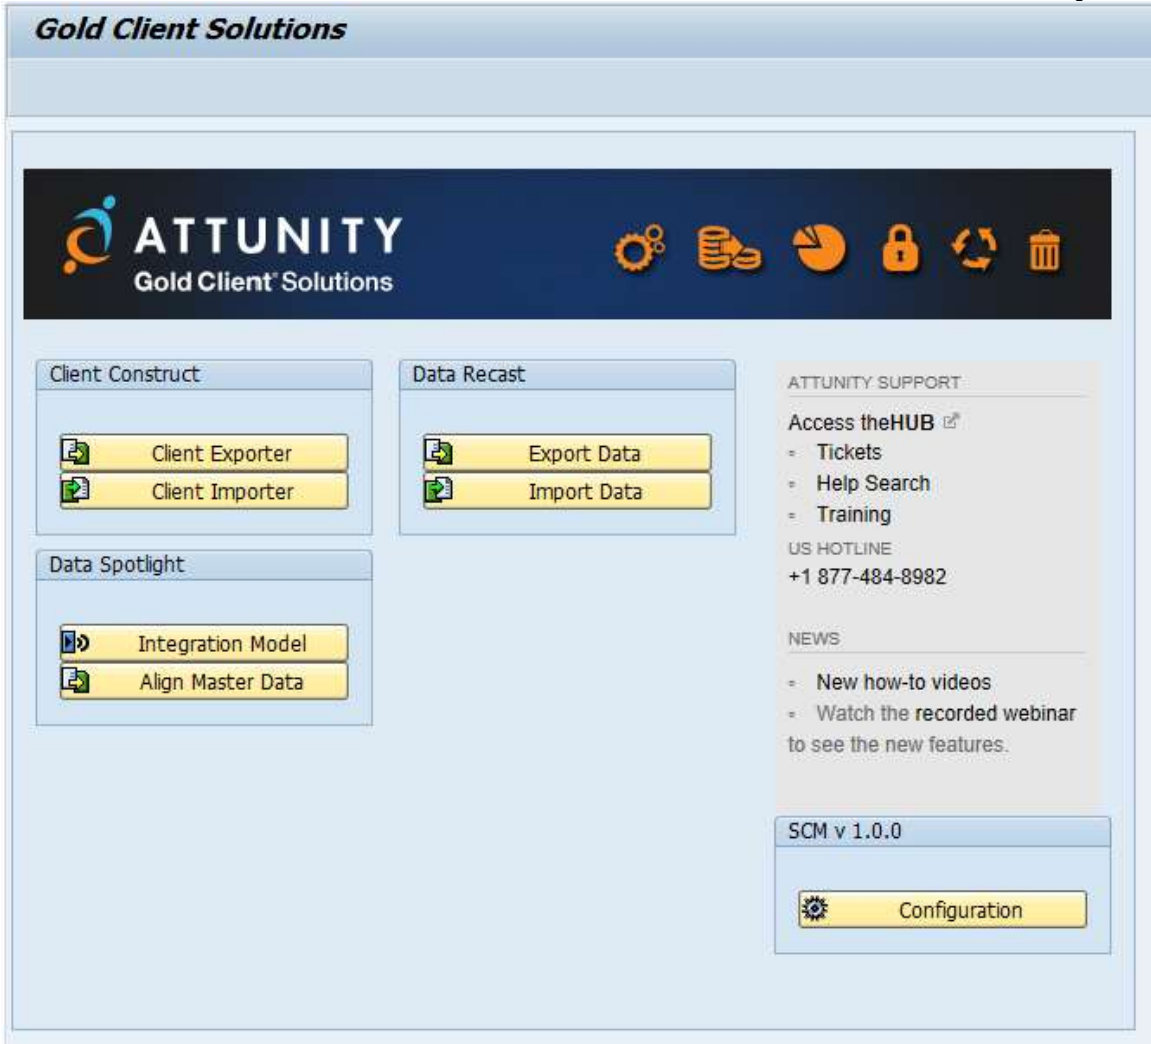 Gold Client Solutions
ATTUNITY
Gold Client® Solutions
Client Construct
Client Exporter
Client Importer
Data Recast
Export Data
Import Data
Data Spotlight
Integration Model
Align Master Data
ATTUNITY SUPPORT
Access theHUB
▫ Tickets
▫ Help Search
▫ Training
US HOTLINE
+1 877-484-8982
NEWS
▫ New how-to videos
▫ Watch the recorded webinar
to see the new features.
SCM v 1.0.0
Configuration